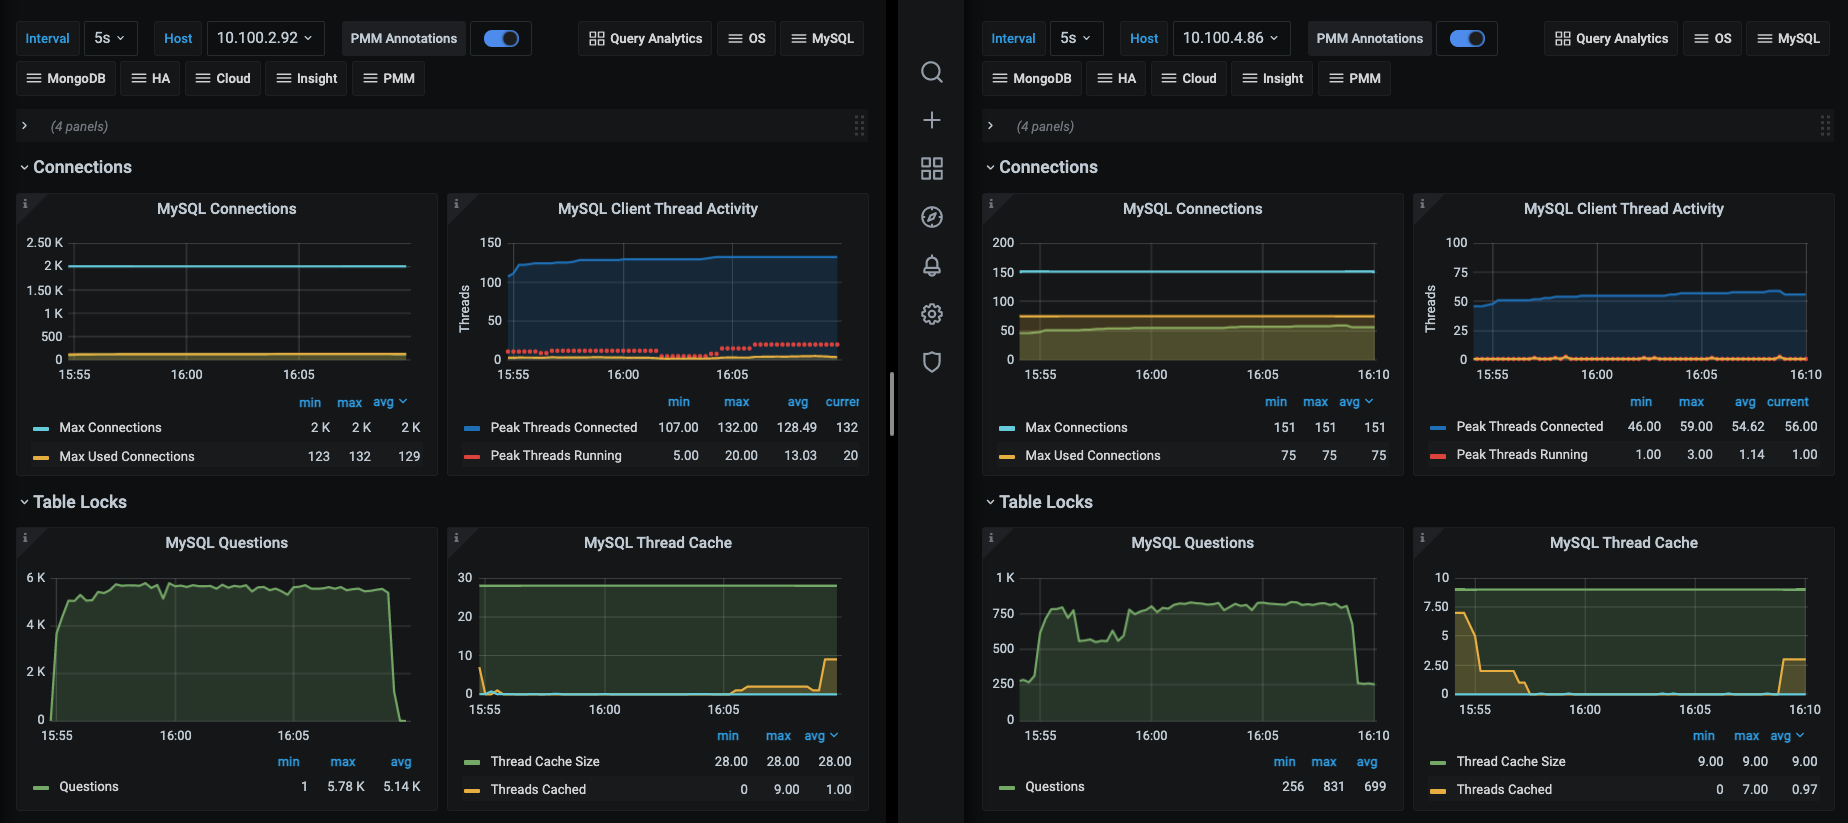 Interval 5s Host 10.100.2.92 PMM Annotations Query Analytics OS MySQL
MongoDB HA Cloud Insight PMM
(4 panels)
Connections
MySQL Connections
2.50 K
2 K
1.50 K
1 K
500
0
15:55 16:00 16:05
min max avg
Max Connections 2 K 2 K 2 K
Max Used Connections 123 132 129
MySQL Client Thread Activity
Threads
150
100
50
0
15:55 16:00 16:05
min max avg currer
Peak Threads Connected 107.00 132.00 128.49 132
Peak Threads Running 5.00 20.00 13.03 20
Table Locks
MySQL Questions
6 K
4 K
2 K
0
15:55 16:00 16:05
min max avg
Questions 1 5.78 K 5.14 K
MySQL Thread Cache
30
20
10
0
15:55 16:00 16:05
min max avg
Thread Cache Size 28.00 28.00 28.00
Threads Cached 0 9.00 1.00
Interval 5s Host 10.100.4.86 PMM Annotations Query Analytics OS MySQL
MongoDB HA Cloud Insight PMM
(4 panels)
Connections
MySQL Connections
200
150
100
50
0
15:55 16:00 16:05 16:10
min max avg
Max Connections 151 151 151
Max Used Connections 75 75 75
MySQL Client Thread Activity
Threads
100
75
50
25
0
15:55 16:00 16:05 16:10
min max avg current
Peak Threads Connected 46.00 59.00 54.62 56.00
Peak Threads Running 1.00 3.00 1.14 1.00
Table Locks
MySQL Questions
1 K
750
500
250
0
15:55 16:00 16:05 16:10
min max avg
Questions 256 831 699
MySQL Thread Cache
10
7.50
5
2.50
0
15:55 16:00 16:05 16:10
min max avg
Thread Cache Size 9.00 9.00 9.00
Threads Cached 0 7.00 0.97